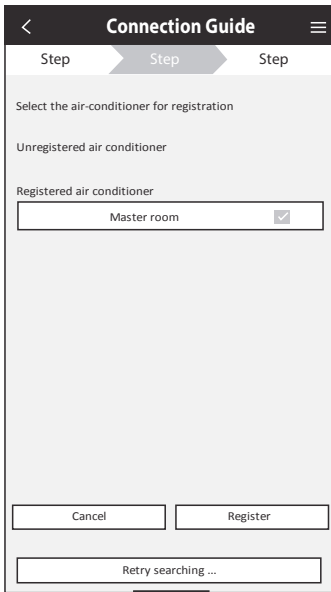 Connection Guide
Step Step Step
Select the air-conditioner for registration
Unregistered air conditioner
Registered air conditioner
Master room
Cancel Register
Retry searching ...